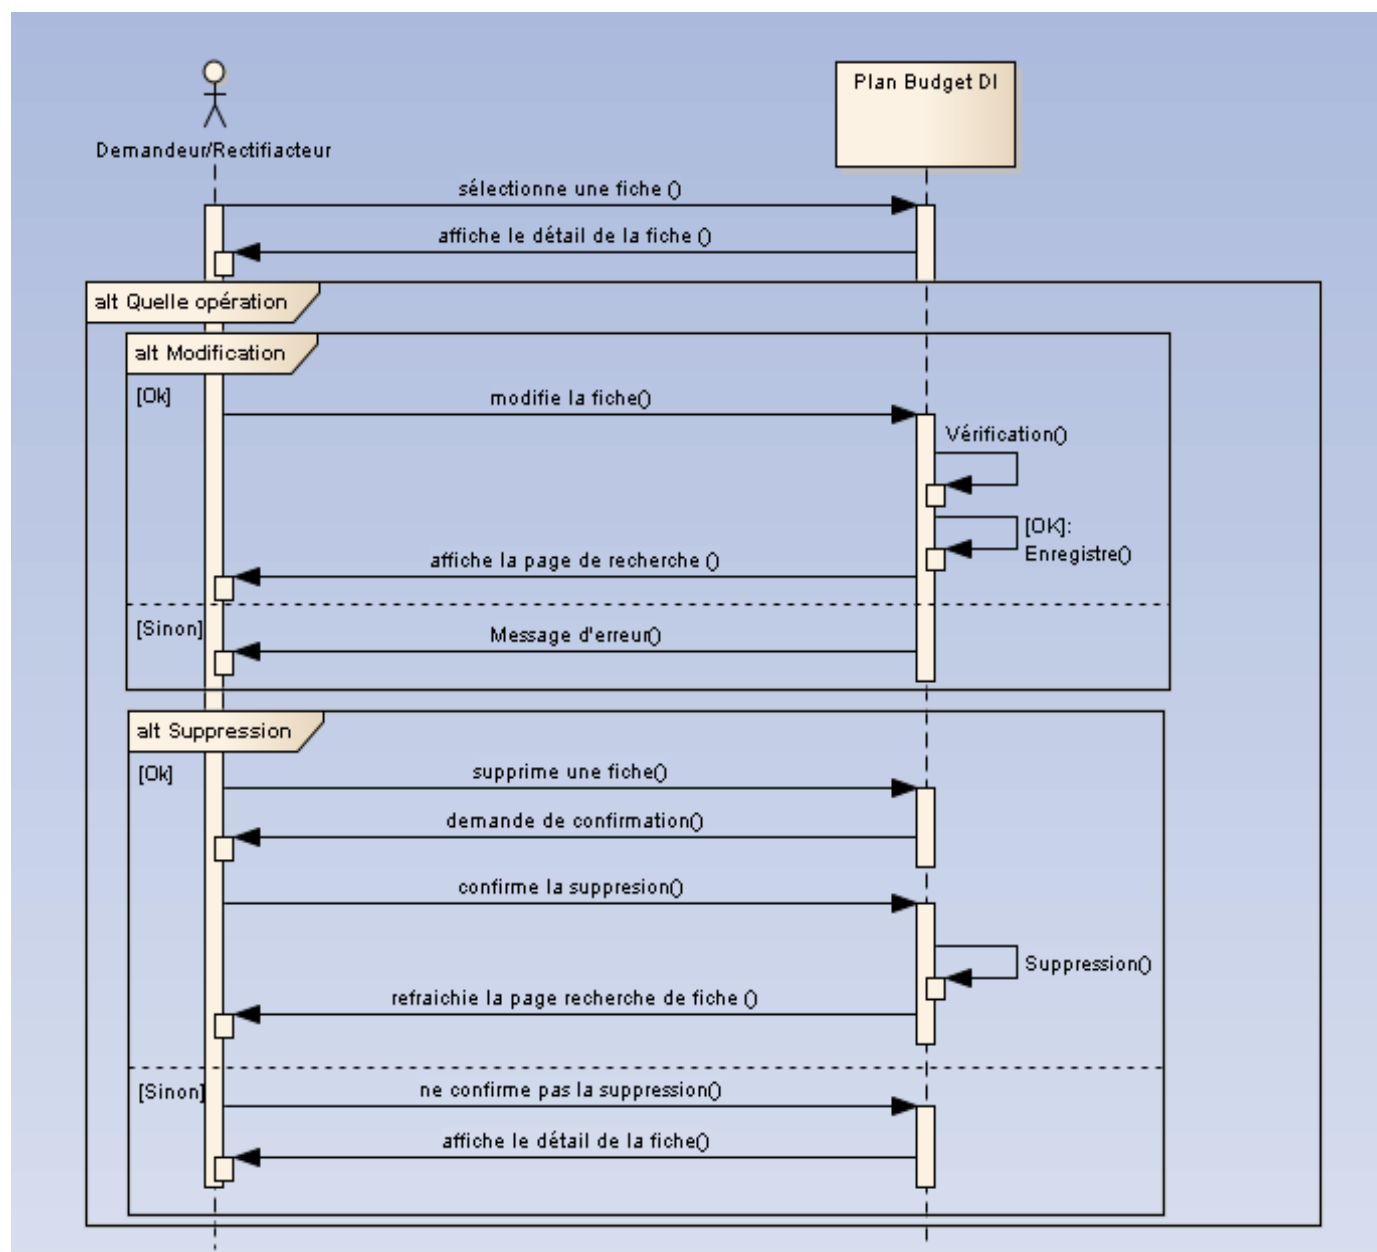 Plan Budget DI
Demandeur/Rectifiacteur
sélectionne une fiche ()
affiche le détail de la fiche ()
alt Quelle opération
alt Modification
[Ok]
modifie la fiche()
Vérification()
[OK]:
Enregistre()
affiche la page de recherche ()
[Sinon]
Message d'erreur()
alt Suppression
[Ok]
supprime une fiche()
demande de confirmation()
confirme la suppresion()
Suppression()
refraichie la page recherche de fiche ()
[Sinon]
ne confirme pas la suppression()
affiche le détail de la fiche()